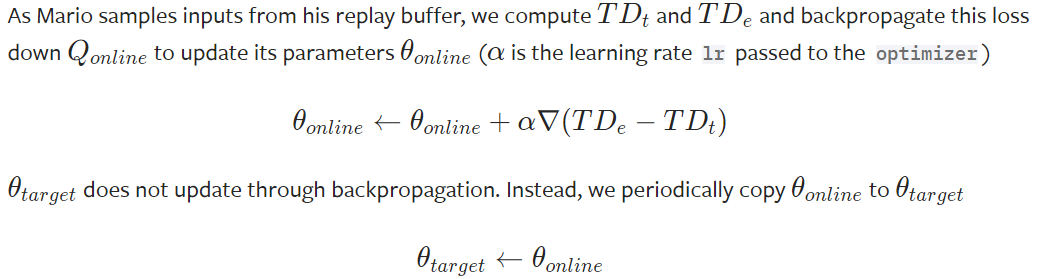 As Mario samples inputs from his replay buffer, we compute $TD_t$ and $TD_e$ and backpropagate this loss
down $Q_{online}$ to update its parameters $\theta_{online}$ ($\alpha$ is the learning rate lr passed to the optimizer)
$\theta_{online} \leftarrow \theta_{online} + \alpha \nabla(TD_e - TD_t)$
$\theta_{target}$ does not update through backpropagation. Instead, we periodically copy $\theta_{online}$ to $\theta_{target}$
$\theta_{target} \leftarrow \theta_{online}$